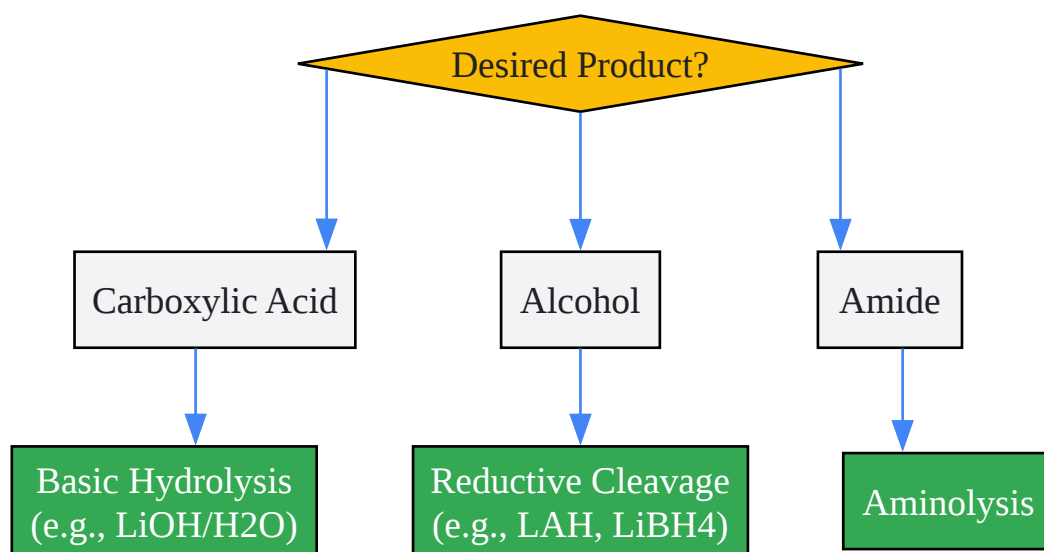 Desired Product?
Carboxylic Acid
Alcohol
Amide
Basic Hydrolysis
(e.g., LiOH/H2O)
Reductive Cleavage
(e.g., LAH, LiBH4)
Aminolysis